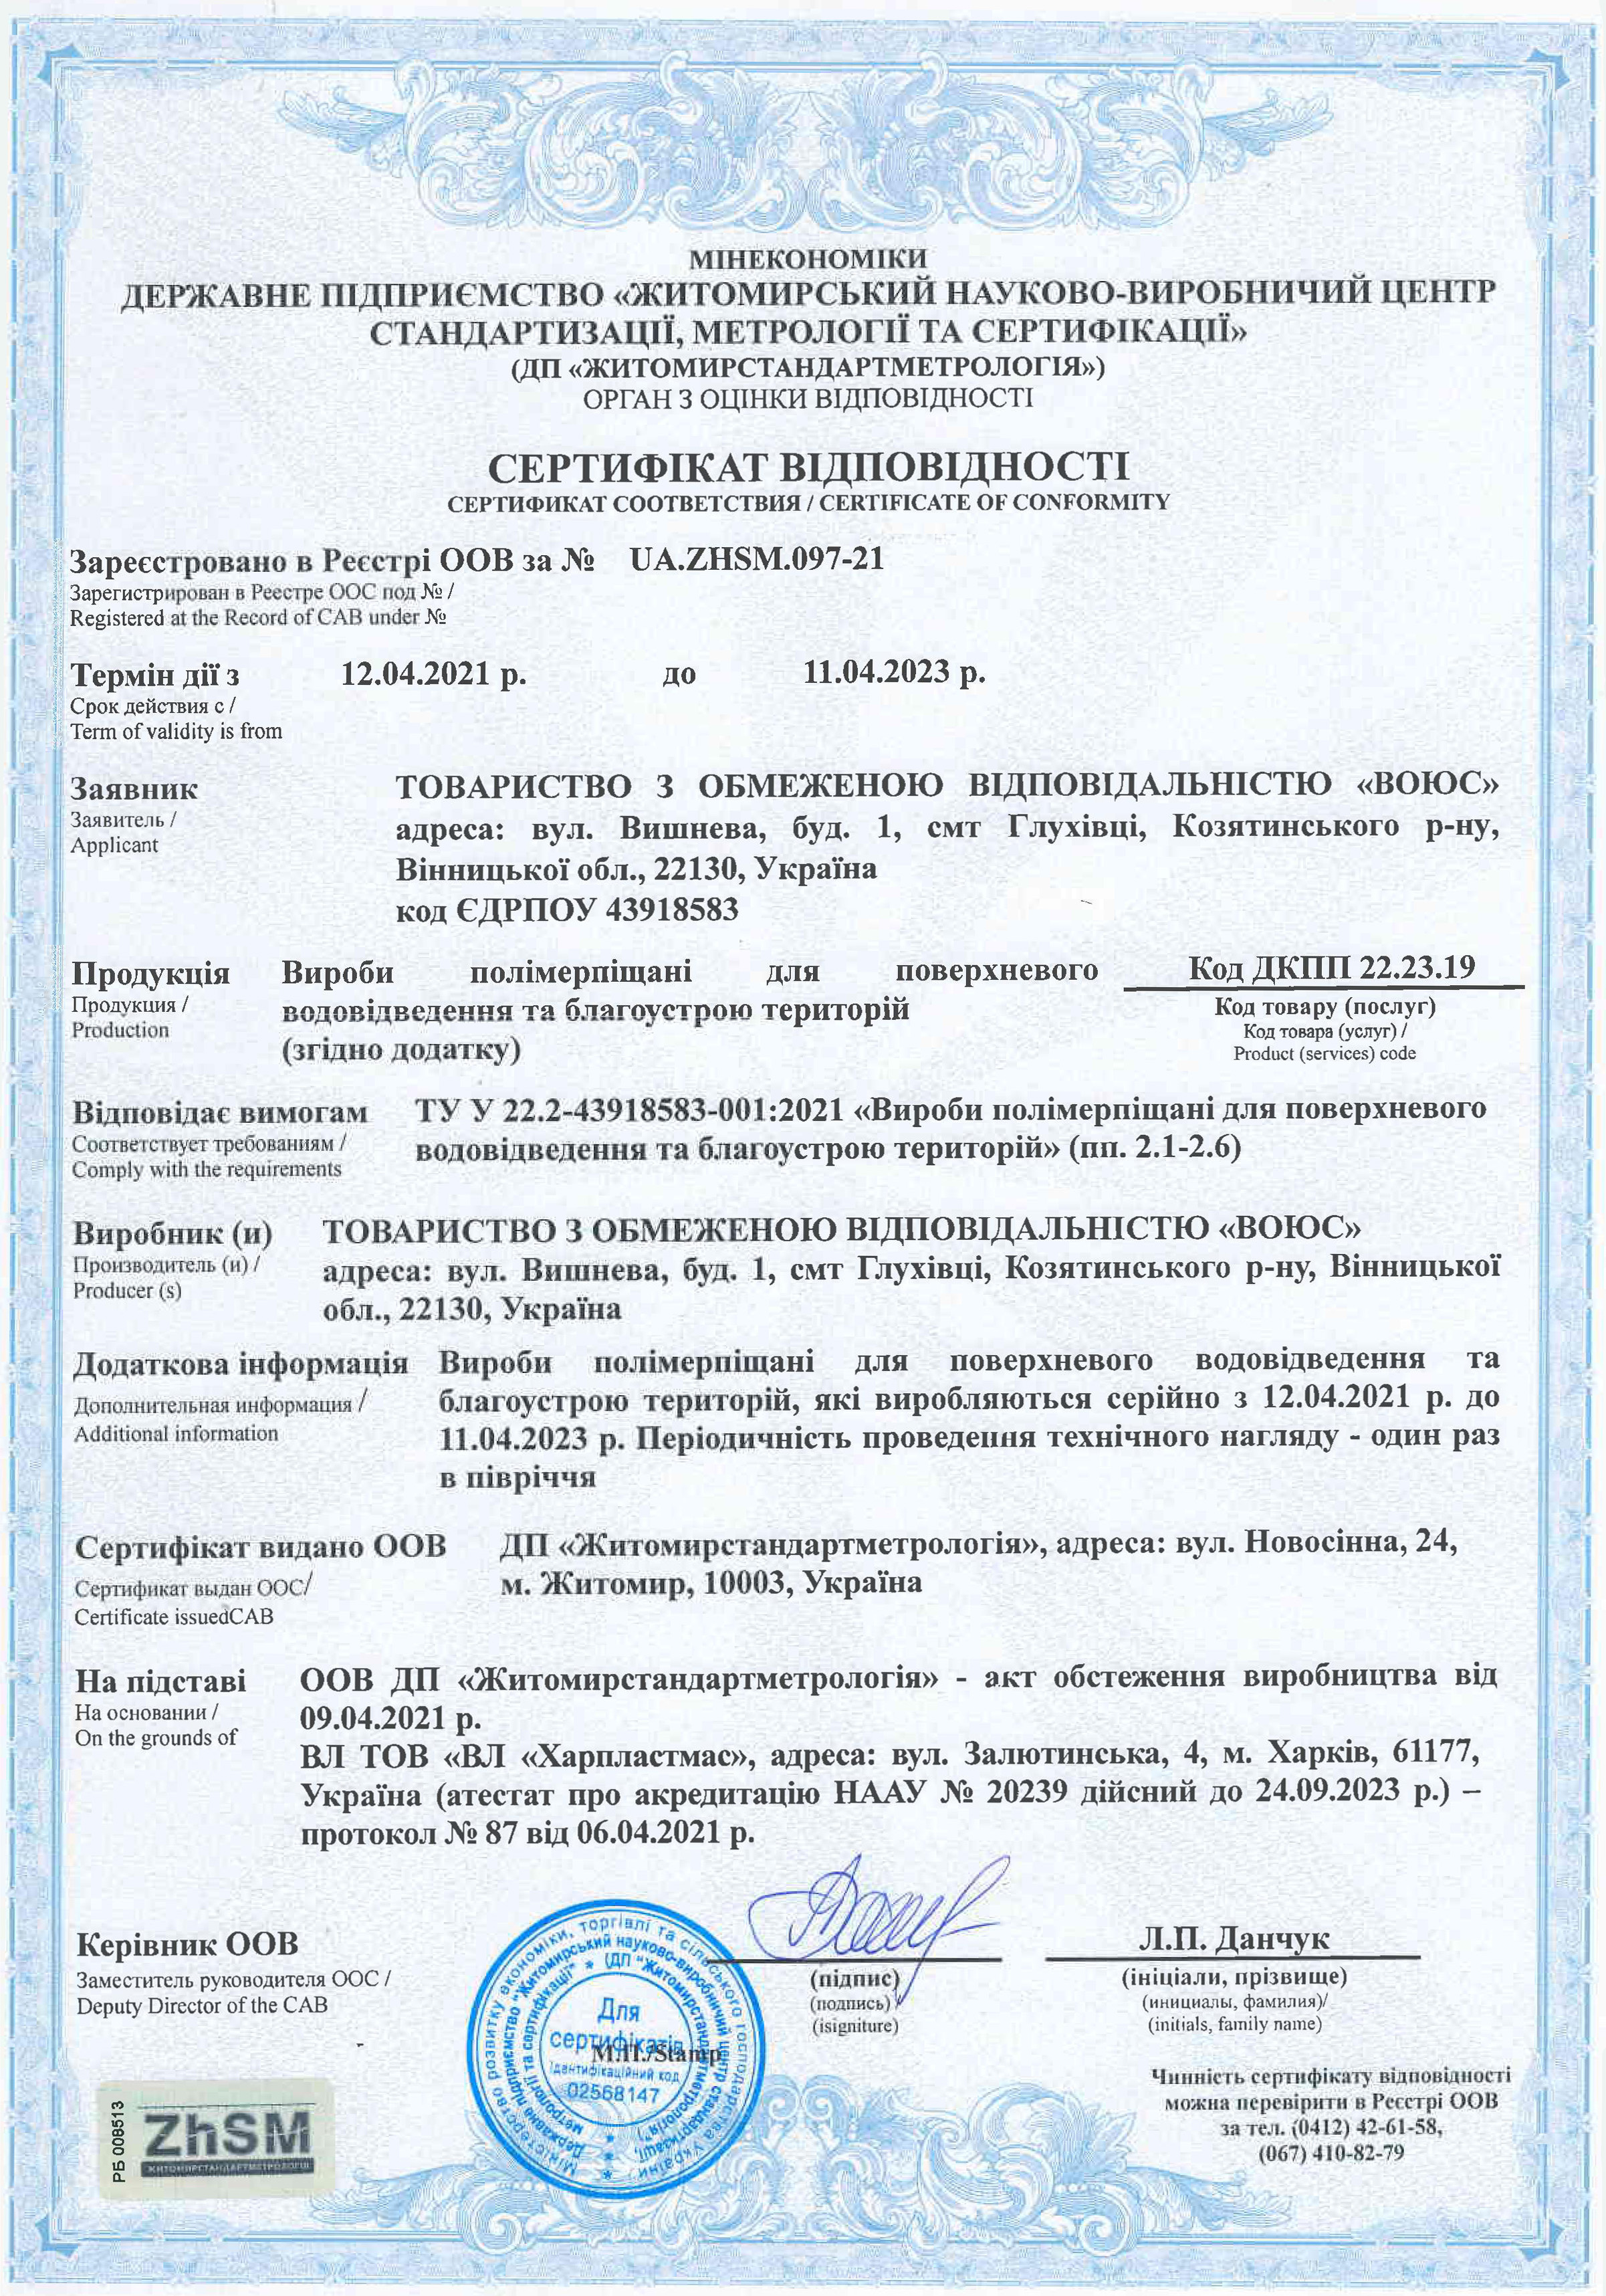 МІНЕКОНОМІКИ
ДЕРЖАВНЕ ПІДПРИЄМСТВО «ЖИТОМИРСЬКИЙ НАУКОВО-ВИРОБНИЧИЙ ЦЕНТР
СТАНДАРТИЗАЦІЇ, МЕТРОЛОГІЇ ТА СЕРТИФІКАЦІЇ»
(ДП «ЖИТОМИРСТАНДАРТМЕТРОЛОГІЯ»)
ОРГАН З ОЦІНКИ ВІДПОВІДНОСТІ
СЕРТИФІКАТ ВІДПОВІДНОСТІ
СЕРТИФИКАТ СООТВЕТСТВИЯ / CERTIFICATE OF CONFORMITY
Зареєстровано в Реєстрі ООВ за № UA.ZHSM.097-21
Зарегистрирован в Реестре ООС под № /
Registered at the Record of CAB under №
Термін дії з 12.04.2021 р. до 11.04.2023 р.
Срок действия с /
Term of validity is from
Заявник
Заявитель /
Applicant
ТОВАРИСТВО З ОБМЕЖЕНОЮ ВІДПОВІДАЛЬНІСТЮ «ВОЮС»
адреса: вул. Вишнева, буд. 1, смт Глухівці, Козятинського р-ну,
Вінницької обл., 22130, Україна
код ЄДРПОУ 43918583
Продукція
Продукция /
Production
Вироби полімерпіщані для поверхневого
водовідведення та благоустрою територій
(згідно додатку)
Код ДКПП 22.23.19
Код товару (послуг)
Код товара (услуг) /
Product (services) code
Відповідає вимогам
Соответствует требованиям /
Comply with the requirements
ТУ У 22.2-43918583-001:2021 «Вироби полімерпіщані для поверхневого
водовідведення та благоустрою територій» (пп. 2.1-2.6)
Виробник (и)
Производитель (и) /
Producer (s)
ТОВАРИСТВО З ОБМЕЖЕНОЮ ВІДПОВІДАЛЬНІСТЮ «ВОЮС»
адреса: вул. Вишнева, буд. 1, смт Глухівці, Козятинського р-ну, Вінницької
обл., 22130, Україна
Додаткова інформація
Дополнительная информация /
Additional information
Вироби полімерпіщані для поверхневого водовідведення та
благоустрою територій, які виробляються серійно з 12.04.2021 р. до
11.04.2023 р. Періодичність проведення технічного нагляду - один раз
в півріччя
Сертифікат видано ООВ
Сертификат выдан ООС/
Certificate issuedCAB
ДП «Житомирстандартметрологія», адреса: вул. Новосінна, 24,
м. Житомир, 10003, Україна
На підставі
На основании /
On the grounds of
ООВ ДП «Житомирстандартметрологія» - акт обстеження виробництва від
09.04.2021 р.
ВЛ ТОВ «ВЛ «Харпластмас», адреса: вул. Залютинська, 4, м. Харків, 61177,
Україна (атестат про акредитацію НААУ № 20239 дійсний до 24.09.2023 р.) –
протокол № 87 від 06.04.2021 р.
Керівник ООВ
Заместитель руководителя ООС /
Deputy Director of the CAB
(підпис)
(подпись)
(isigniture)
Л.П. Данчук
(ініціали, прізвище)
(инициалы, фамилия)/
(initials, family name)
Міністерство розвитку економіки, торгівлі та сільського господарства України
Державне підприємство "Житомирський науково-виробничий центр стандартизації,
метрології та сертифікації" * (ДП "Житомирстандартметрологія")
Для
сертифікатів
М.П./Stamp
Ідентифікаційний код
02568147
РБ 008513
ZhSM
ЖИТОМИРСТАНДАРТМЕТРОЛОГІЯ
Чинність сертифікату відповідності
можна перевірити в Реєстрі ООВ
за тел. (0412) 42-61-58,
(067) 410-82-79